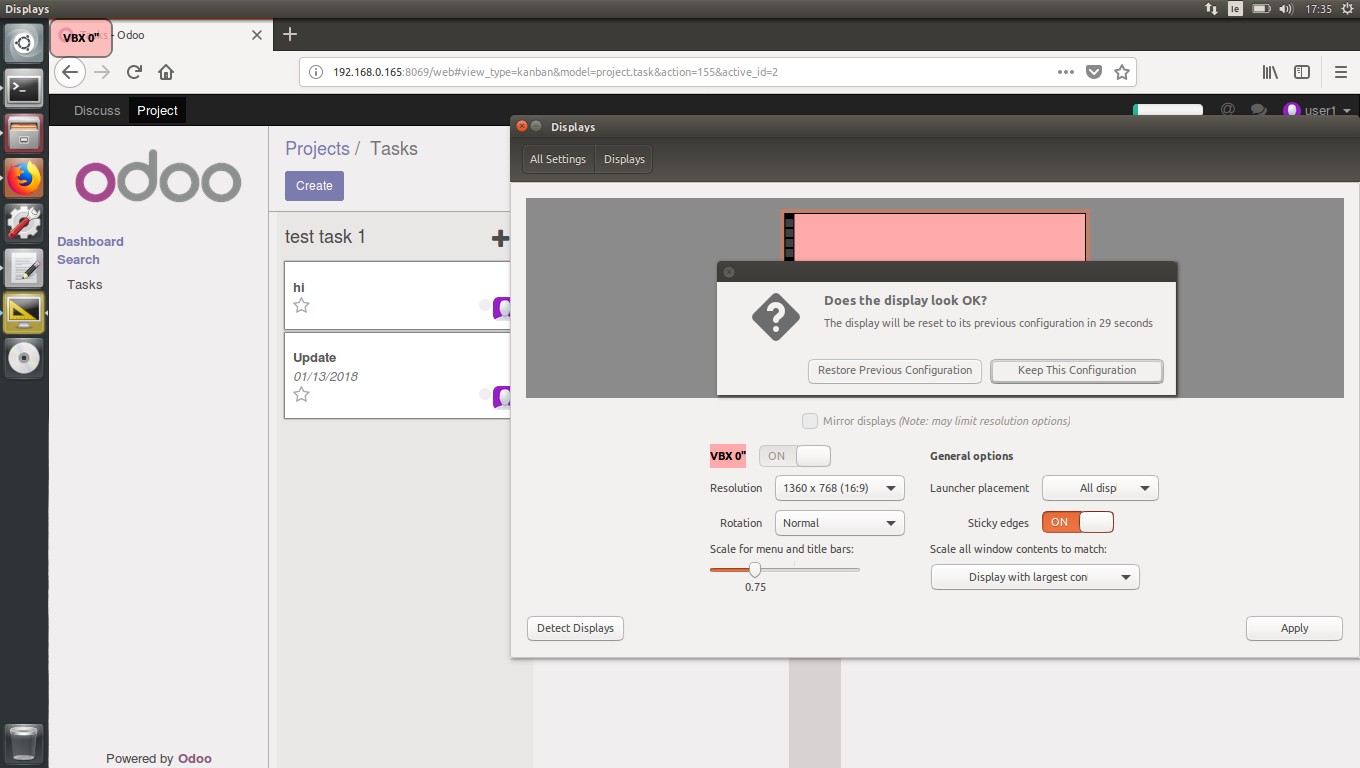 Displays
Ie
17:35
VBX 0"
- Odoo
192.168.0.165:8069/web#view_type=kanban&model=project.task&action=155&active_id=2
Discuss
Project
@
user1
odoo
Dashboard
Search
Tasks
Powered by Odoo
Projects / Tasks
Create
test task 1
hi
Update
01/13/2018
Displays
All Settings
Displays
Does the display look OK?
The display will be reset to its previous configuration in 29 seconds
Restore Previous Configuration
Keep This Configuration
Mirror displays (Note: may limit resolution options)
VBX 0"
ON
Resolution
1360 x 768 (16:9)
Rotation
Normal
Scale for menu and title bars:
0.75
General options
Launcher placement
All disp
Sticky edges
ON
Scale all window contents to match:
Display with largest con
Detect Displays
Apply